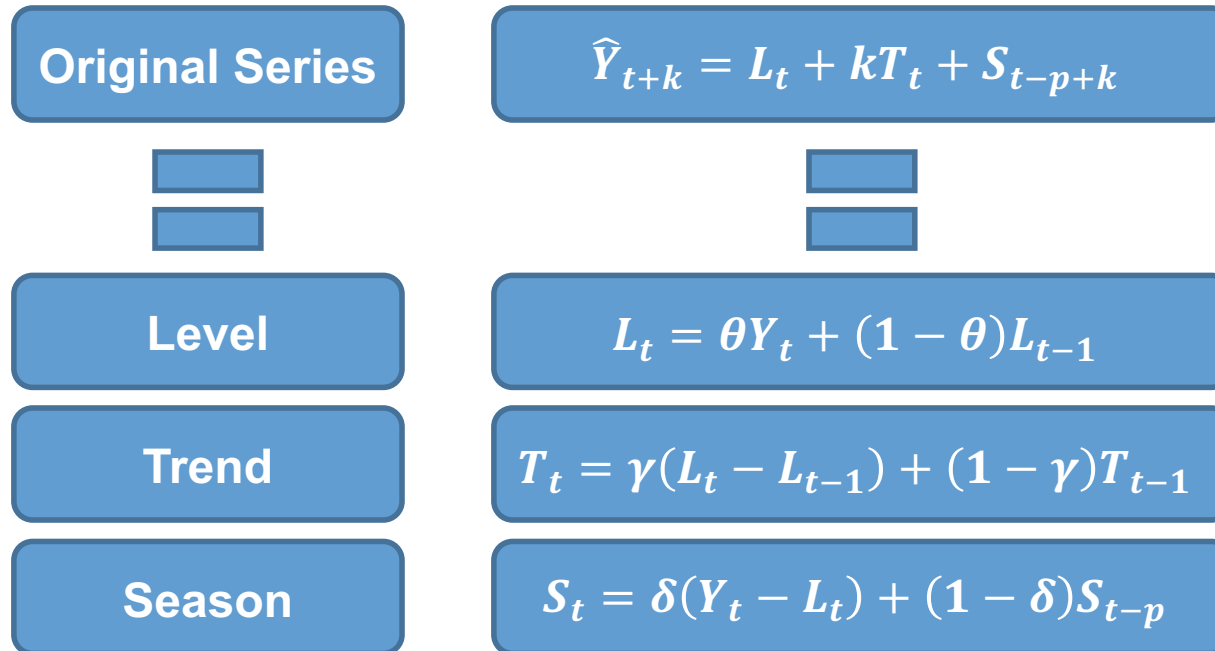 Original Series
Ŷ_{t+k} = L_t + kT_t + S_{t−p+k}
Level
L_t = θY_t + (1 − θ)L_{t−1}
Trend
T_t = γ(L_t − L_{t−1}) + (1 − γ)T_{t−1}
Season
S_t = δ(Y_t − L_t) + (1 − δ)S_{t−p}